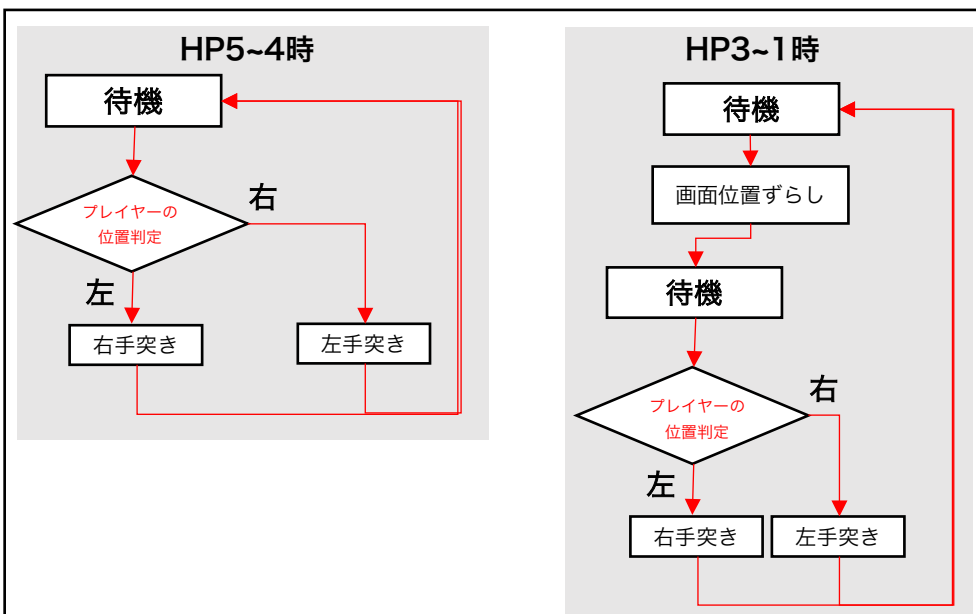 HP5~4時
待機
プレイヤーの
位置判定
右
左
右手突き
左手突き
HP3~1時
待機
画面位置ずらし
待機
プレイヤーの
位置判定
右
左
右手突き
左手突き